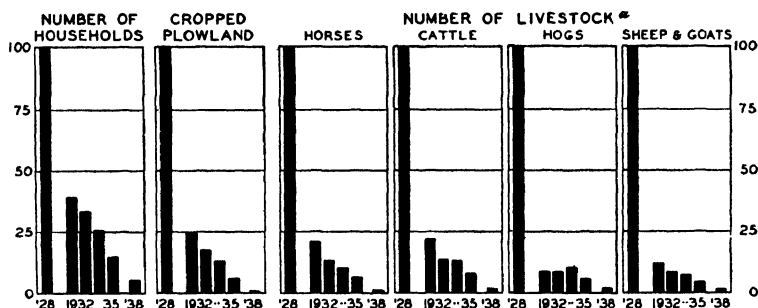 NUMBER OF HOUSEHOLDS
CROPPED PLOWLAND
NUMBER OF LIVESTOCK a
HORSES
CATTLE
HOGS
SHEEP & GOATS
100
75
50
25
0
100
75
50
25
0
'28 1932 35 '38
'28 1932··35 '38
'28 1932··35 '38
'28 1932··35 '38
'28 1932··35 '38
'28 1932··35 '38